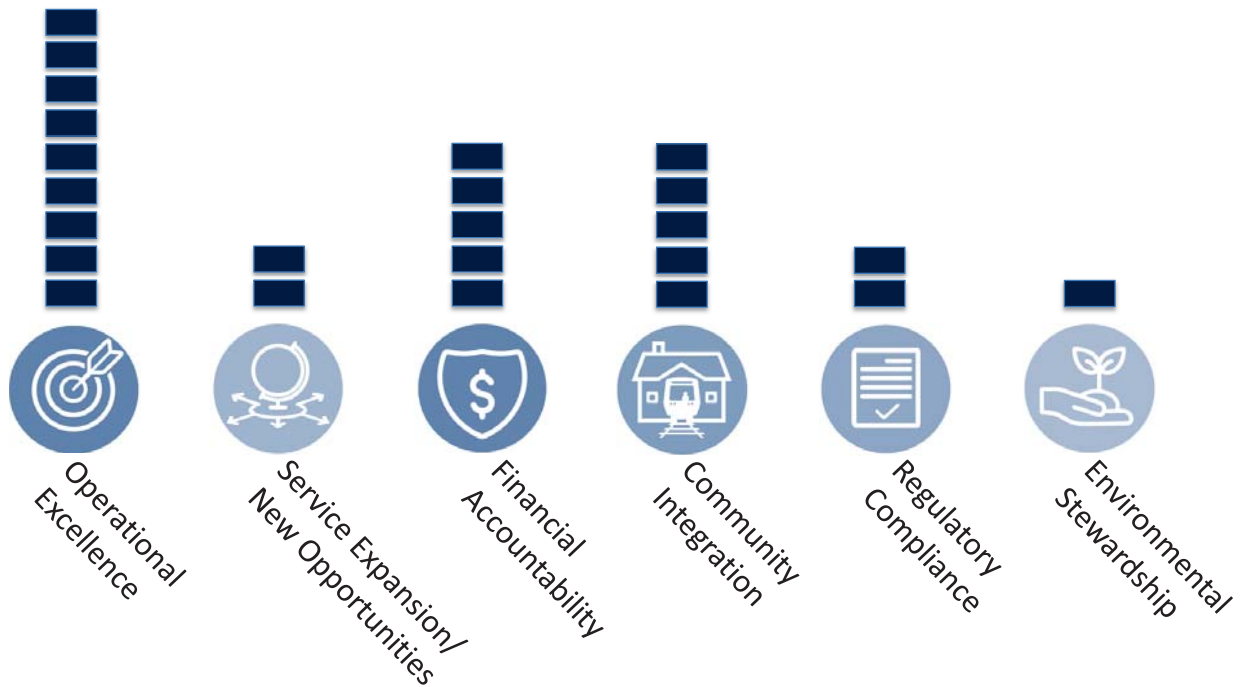 Operational
Excellence
Service Expansion/
New Opportunities
Financial
Accountability
Community
Integration
Regulatory
Compliance
Environmental
Stewardship
$